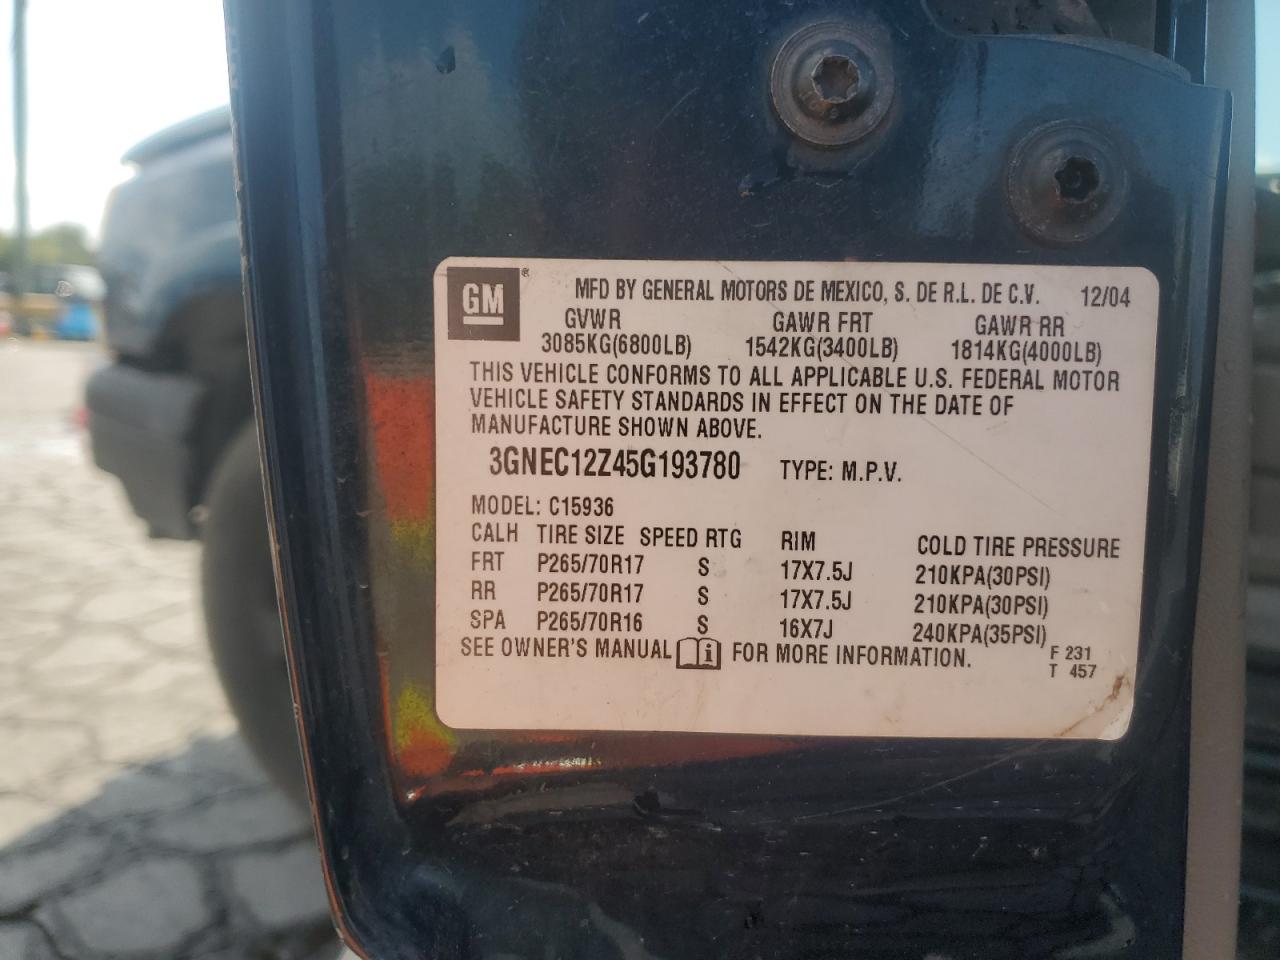 GM ® MFD BY GENERAL MOTORS DE MEXICO, S. DE R.L. DE C.V. 12/04
GVWR GAWR FRT GAWR RR
3085KG(6800LB) 1542KG(3400LB) 1814KG(4000LB)
THIS VEHICLE CONFORMS TO ALL APPLICABLE U.S. FEDERAL MOTOR
VEHICLE SAFETY STANDARDS IN EFFECT ON THE DATE OF
MANUFACTURE SHOWN ABOVE.
3GNEC12Z45G193780 TYPE: M.P.V.
MODEL: C15936
CALH TIRE SIZE SPEED RTG RIM COLD TIRE PRESSURE
FRT P265/70R17 S 17X7.5J 210KPA(30PSI)
RR P265/70R17 S 17X7.5J 210KPA(30PSI)
SPA P265/70R16 S 16X7J 240KPA(35PSI)
SEE OWNER'S MANUAL i FOR MORE INFORMATION.
F 231
T 457